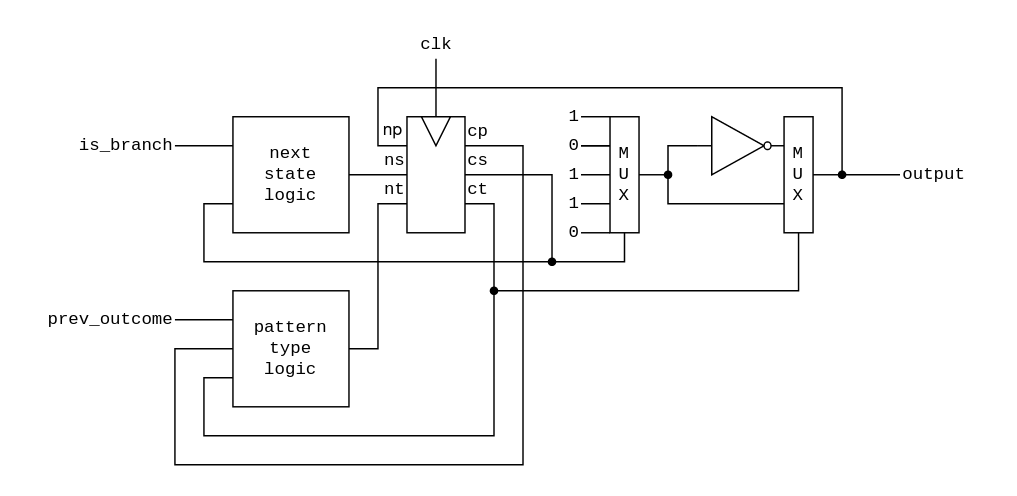 clk
is_branch
next
state
logic
np
ns
nt
cp
cs
ct
1
0
1
1
0
M
U
X
M
U
X
output
prev_outcome
pattern
type
logic